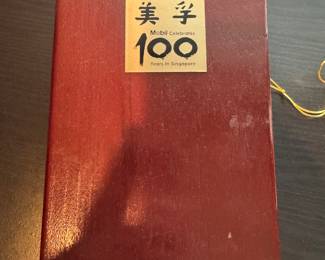 美孚
Mobil Celebrates
100
Years In Singapore